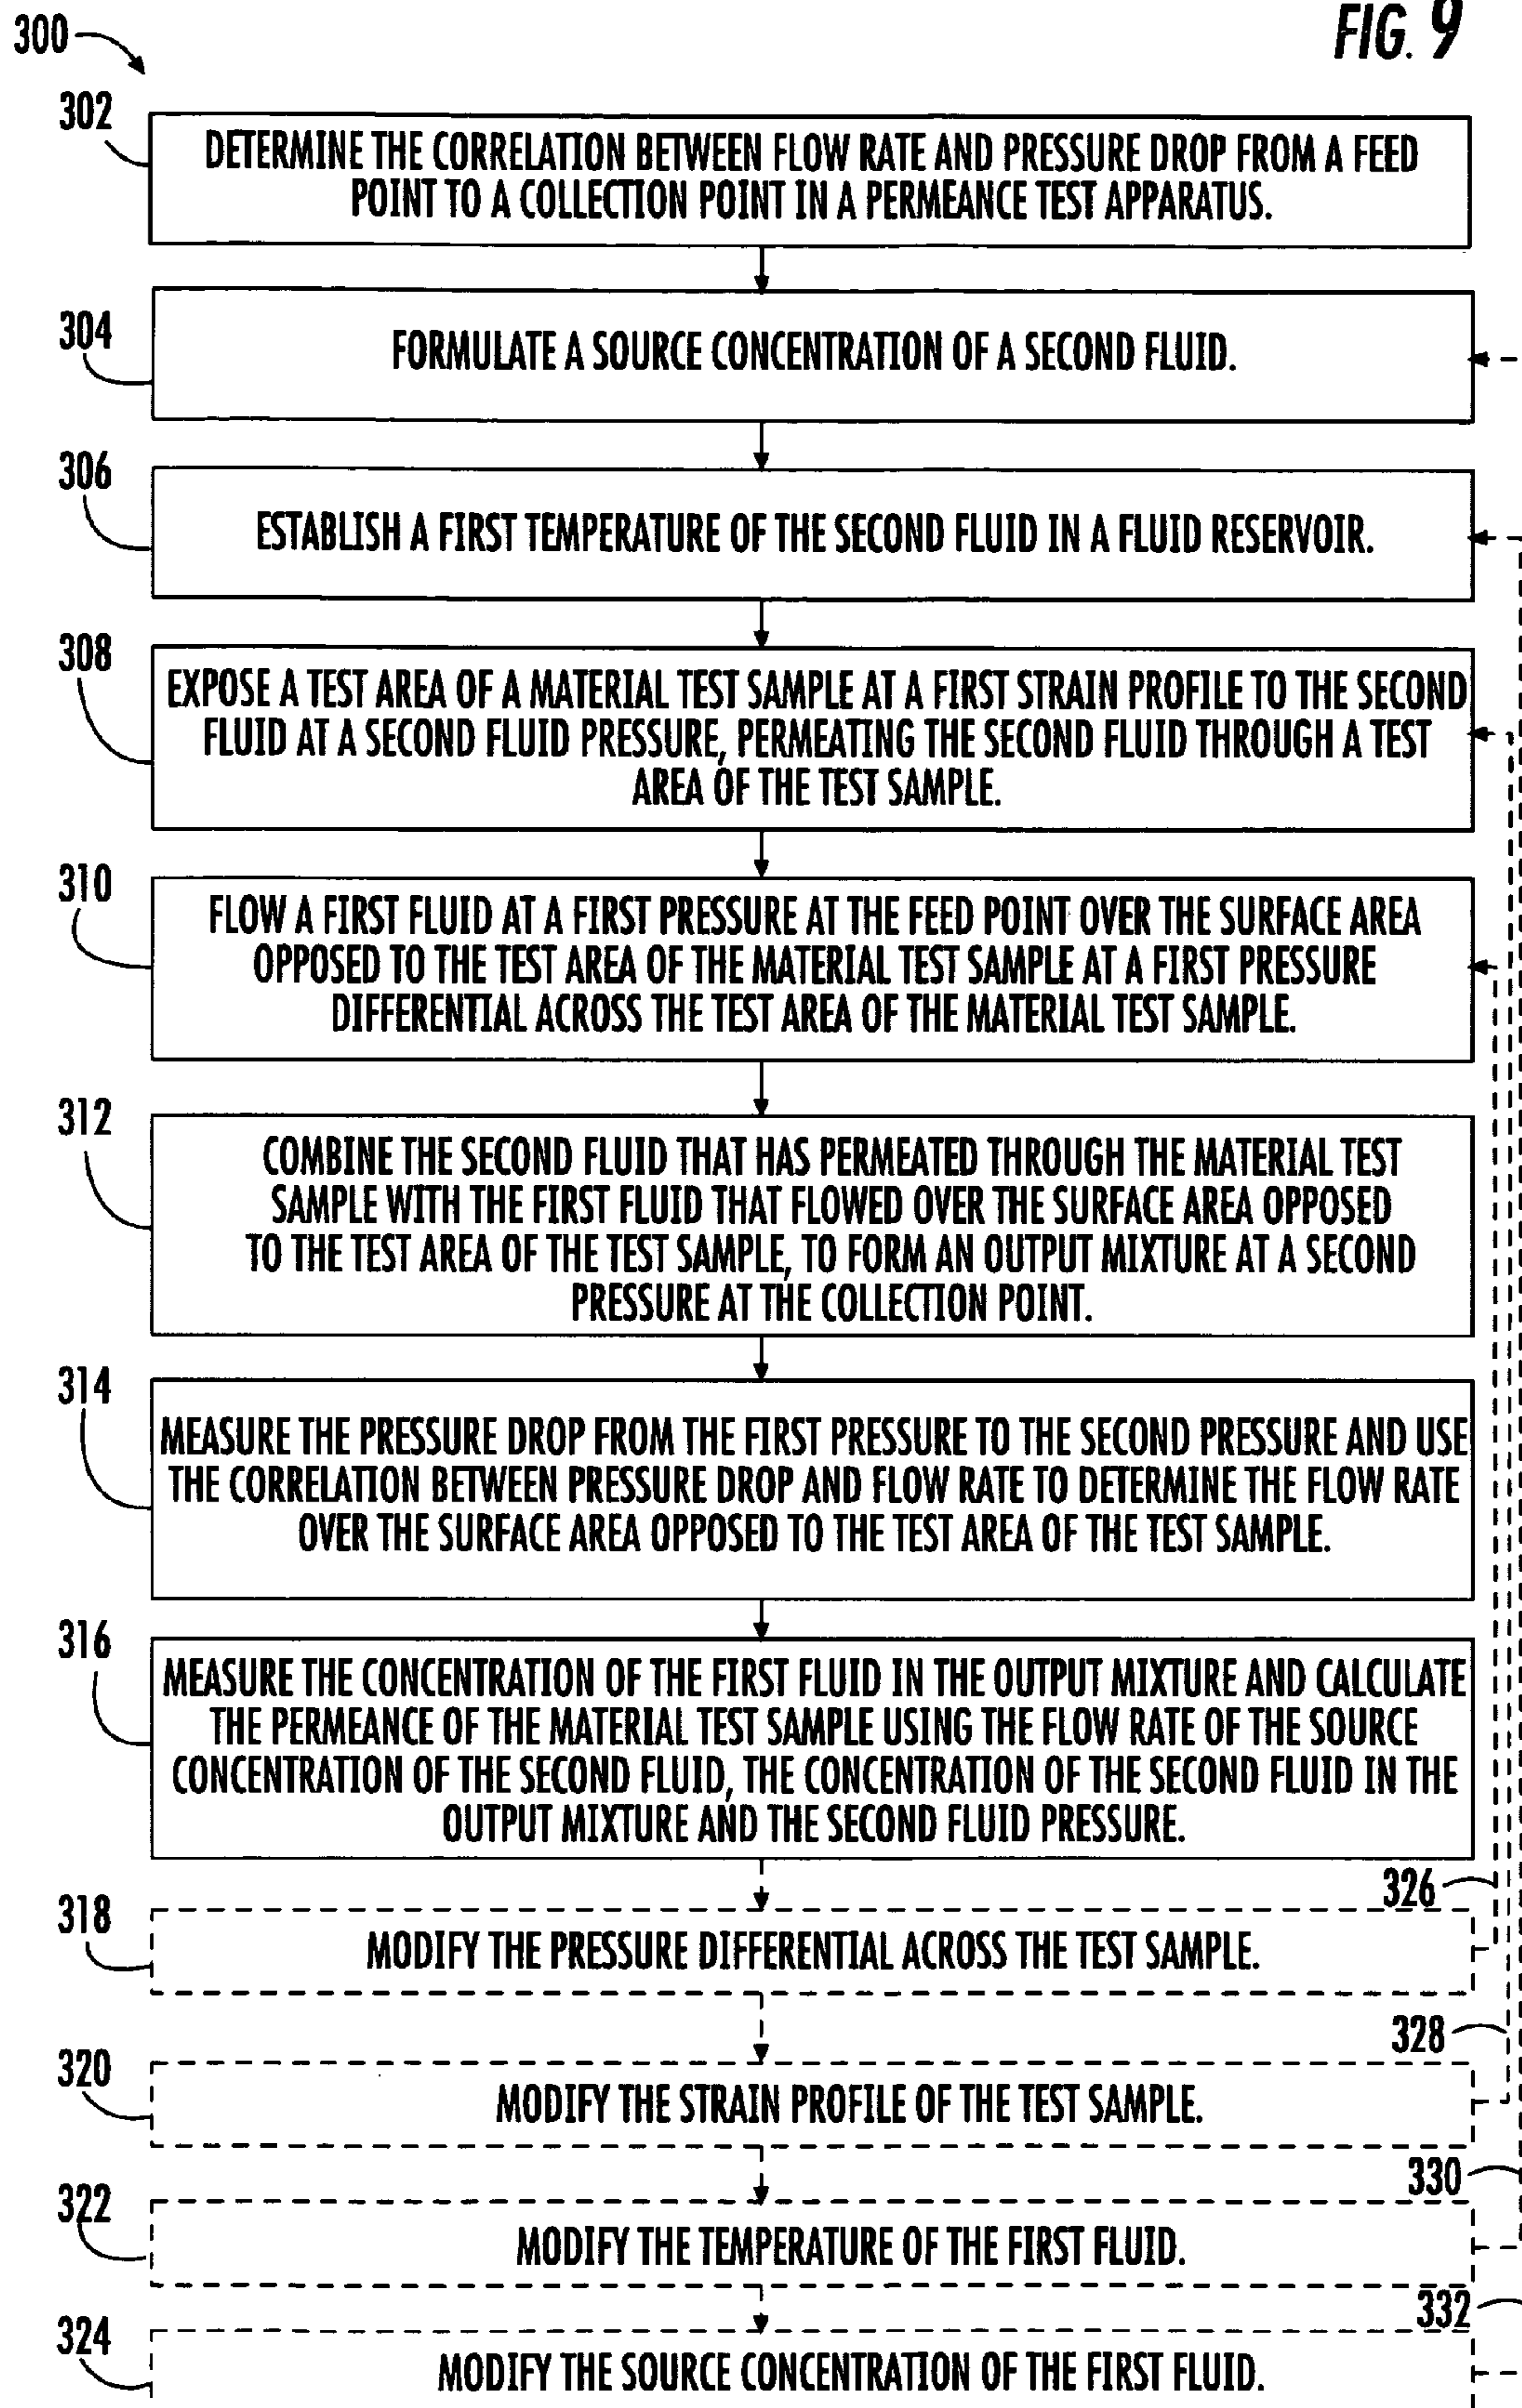 FIG. 9
300
302
DETERMINE THE CORRELATION BETWEEN FLOW RATE AND PRESSURE DROP FROM A FEED
POINT TO A COLLECTION POINT IN A PERMEANCE TEST APPARATUS.
304
FORMULATE A SOURCE CONCENTRATION OF A SECOND FLUID.
306
ESTABLISH A FIRST TEMPERATURE OF THE SECOND FLUID IN A FLUID RESERVOIR.
308
EXPOSE A TEST AREA OF A MATERIAL TEST SAMPLE AT A FIRST STRAIN PROFILE TO THE SECOND
FLUID AT A SECOND FLUID PRESSURE, PERMEATING THE SECOND FLUID THROUGH A TEST
AREA OF THE TEST SAMPLE.
310
FLOW A FIRST FLUID AT A FIRST PRESSURE AT THE FEED POINT OVER THE SURFACE AREA
OPPOSED TO THE TEST AREA OF THE MATERIAL TEST SAMPLE AT A FIRST PRESSURE
DIFFERENTIAL ACROSS THE TEST AREA OF THE MATERIAL TEST SAMPLE.
312
COMBINE THE SECOND FLUID THAT HAS PERMEATED THROUGH THE MATERIAL TEST
SAMPLE WITH THE FIRST FLUID THAT FLOWED OVER THE SURFACE AREA OPPOSED
TO THE TEST AREA OF THE TEST SAMPLE, TO FORM AN OUTPUT MIXTURE AT A SECOND
PRESSURE AT THE COLLECTION POINT.
314
MEASURE THE PRESSURE DROP FROM THE FIRST PRESSURE TO THE SECOND PRESSURE AND USE
THE CORRELATION BETWEEN PRESSURE DROP AND FLOW RATE TO DETERMINE THE FLOW RATE
OVER THE SURFACE AREA OPPOSED TO THE TEST AREA OF THE TEST SAMPLE.
316
MEASURE THE CONCENTRATION OF THE FIRST FLUID IN THE OUTPUT MIXTURE AND CALCULATE
THE PERMEANCE OF THE MATERIAL TEST SAMPLE USING THE FLOW RATE OF THE SOURCE
CONCENTRATION OF THE SECOND FLUID, THE CONCENTRATION OF THE SECOND FLUID IN THE
OUTPUT MIXTURE AND THE SECOND FLUID PRESSURE.
326
318
MODIFY THE PRESSURE DIFFERENTIAL ACROSS THE TEST SAMPLE.
328
320
MODIFY THE STRAIN PROFILE OF THE TEST SAMPLE.
330
322
MODIFY THE TEMPERATURE OF THE FIRST FLUID.
332
324
MODIFY THE SOURCE CONCENTRATION OF THE FIRST FLUID.